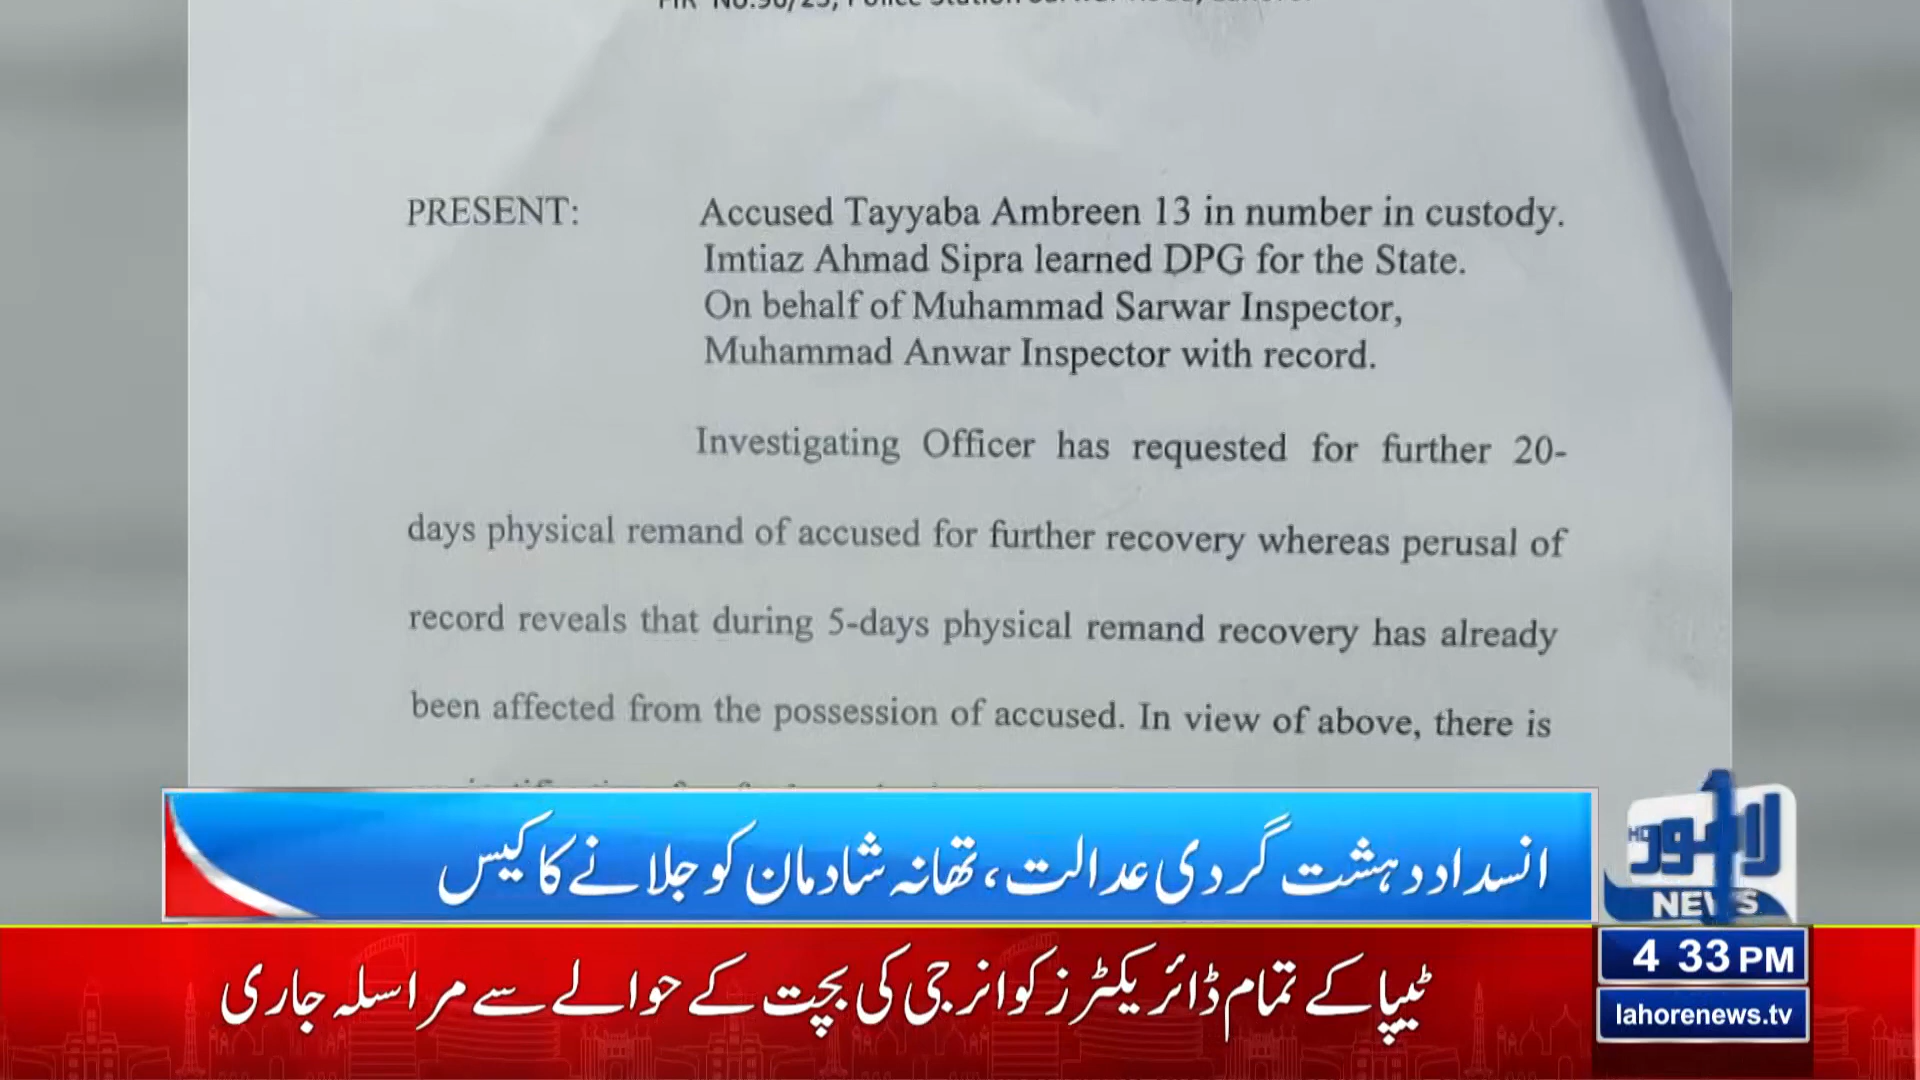 PRESENT:
Accused Tayyaba Ambreen 13 in number in custody.
Imtiaz Ahmad Sipra learned DPG for the State.
On behalf of Muhammad Sarwar Inspector,
Muhammad Anwar Inspector with record.
Investigating Officer has requested for further 20-
days physical remand of accused for further recovery whereas perusal of
record reveals that during 5-days physical remand recovery has already
been affected from the possession of accused. In view of above, there is
انسداد دہشت گردی عدالت، تھانہ شادمان کو جلانے کا کیس
لاہور
HD
NEWS
ٹیپا کے تمام ڈائریکٹرز کو انرجی کی بچت کے حوالے سے مراسلہ جاری
4 33 PM
lahorenews.tv